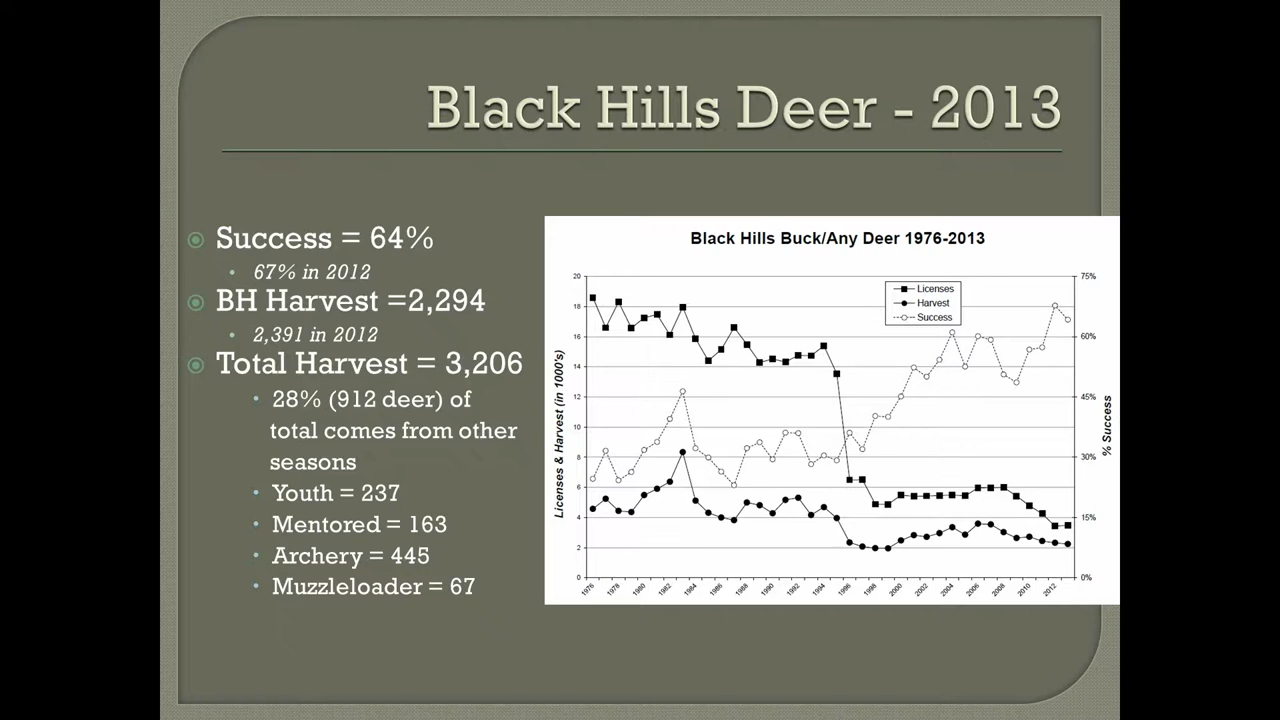 Black Hills Deer - 2013
Success = 64%
67% in 2012
BH Harvest =2,294
2,391 in 2012
Total Harvest = 3,206
28% (912 deer) of
total comes from other
seasons
Youth = 237
Mentored = 163
Archery = 445
Muzzleloader = 67
Black Hills Buck/Any Deer 1976-2013
Licenses
Harvest
Success
Licenses & Harvest (in 1000's)
20
18
16
14
12
10
8
6
4
2
0
75%
60%
45%
30%
15%
0%
% Success
1976
1978
1980
1982
1984
1986
1988
1990
1992
1994
1996
1998
2000
2002
2004
2006
2008
2010
2012